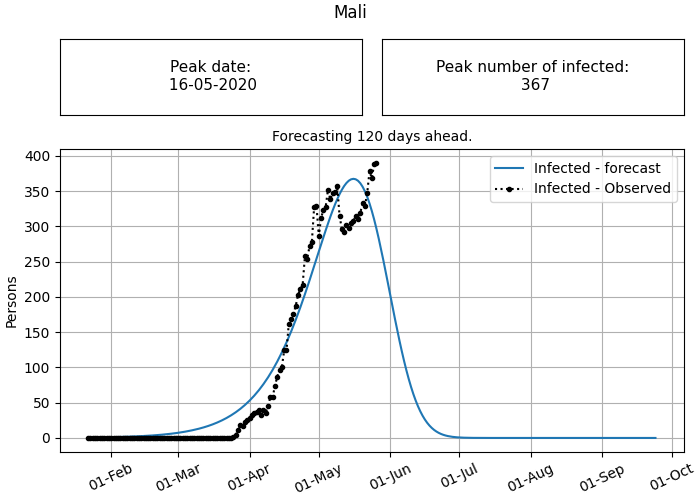 Mali
Peak date:
16-05-2020
Peak number of infected:
367
Forecasting 120 days ahead.
Infected - forecast
Infected - Observed
Persons
400
350
300
250
200
150
100
50
0
01-Feb
01-Mar
01-Apr
01-May
01-Jun
01-Jul
01-Aug
01-Sep
01-Oct